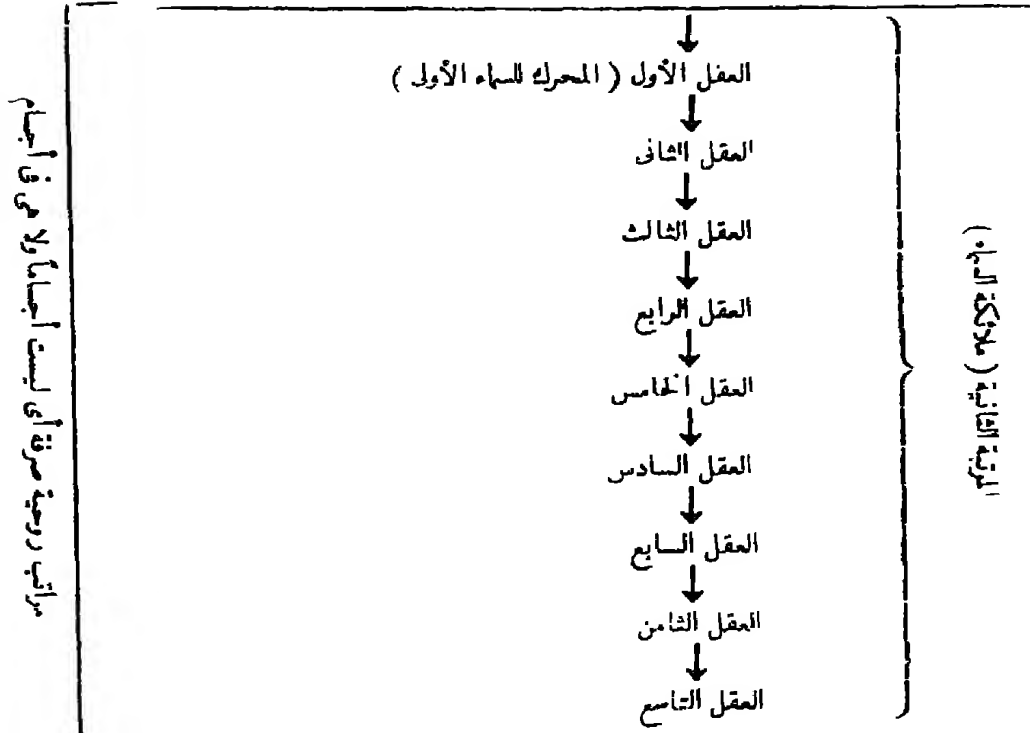 العقل الأول ( المحرك للسماء الأولى )
العقل الثانى
العقل الثالث
العقل الرابع
العقل الخامس
العقل السادس
العقل السابع
العقل الثامن
العقل التاسع
المرتبة الثانية ( ملائكة السماء )
مراتب روحية صرفة أى ليست أجساماً ولا هى فى أجسام